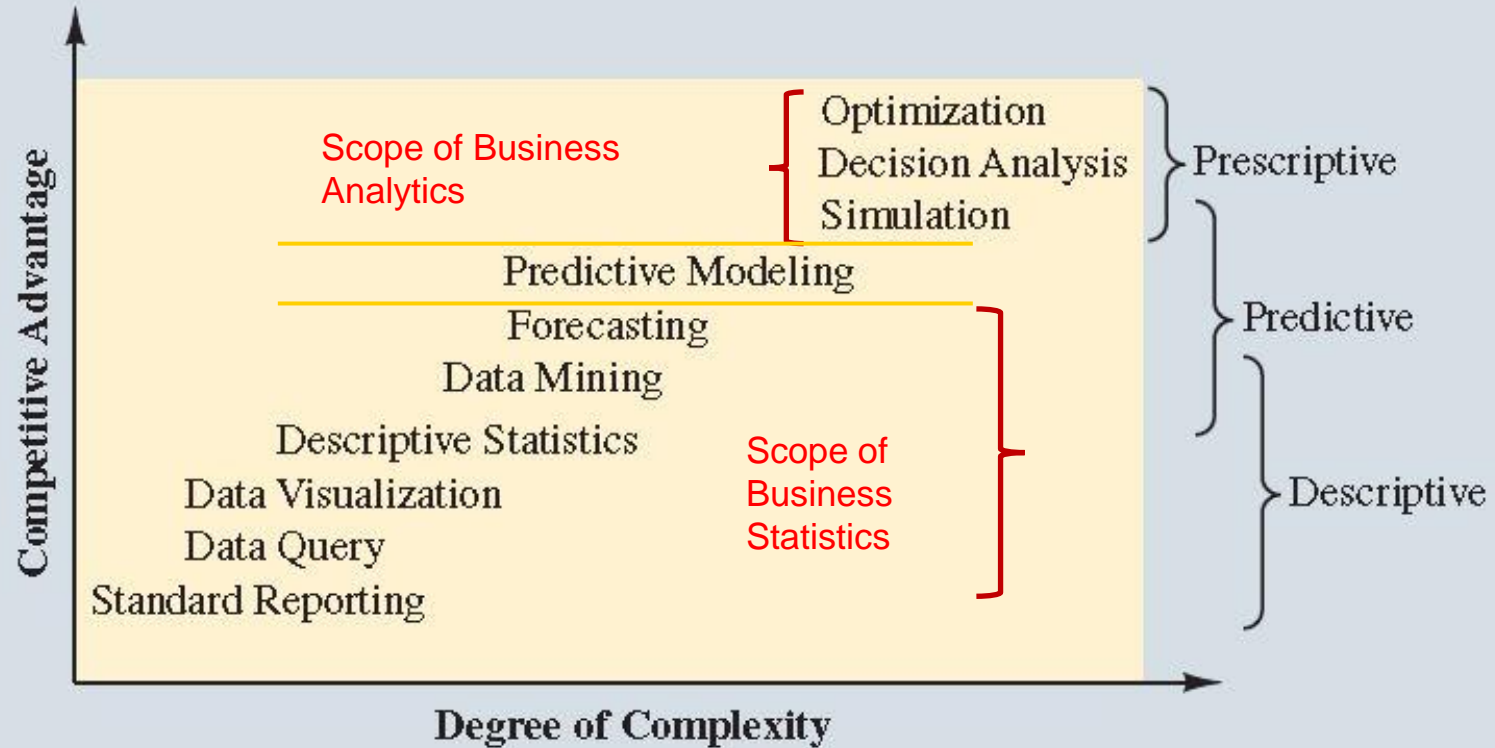 Competitive Advantage
Scope of Business
Analytics
Optimization
Decision Analysis
Simulation
Prescriptive
Predictive Modeling
Forecasting
Predictive
Data Mining
Descriptive Statistics
Scope of
Business
Statistics
Data Visualization
Descriptive
Data Query
Standard Reporting
Degree of Complexity